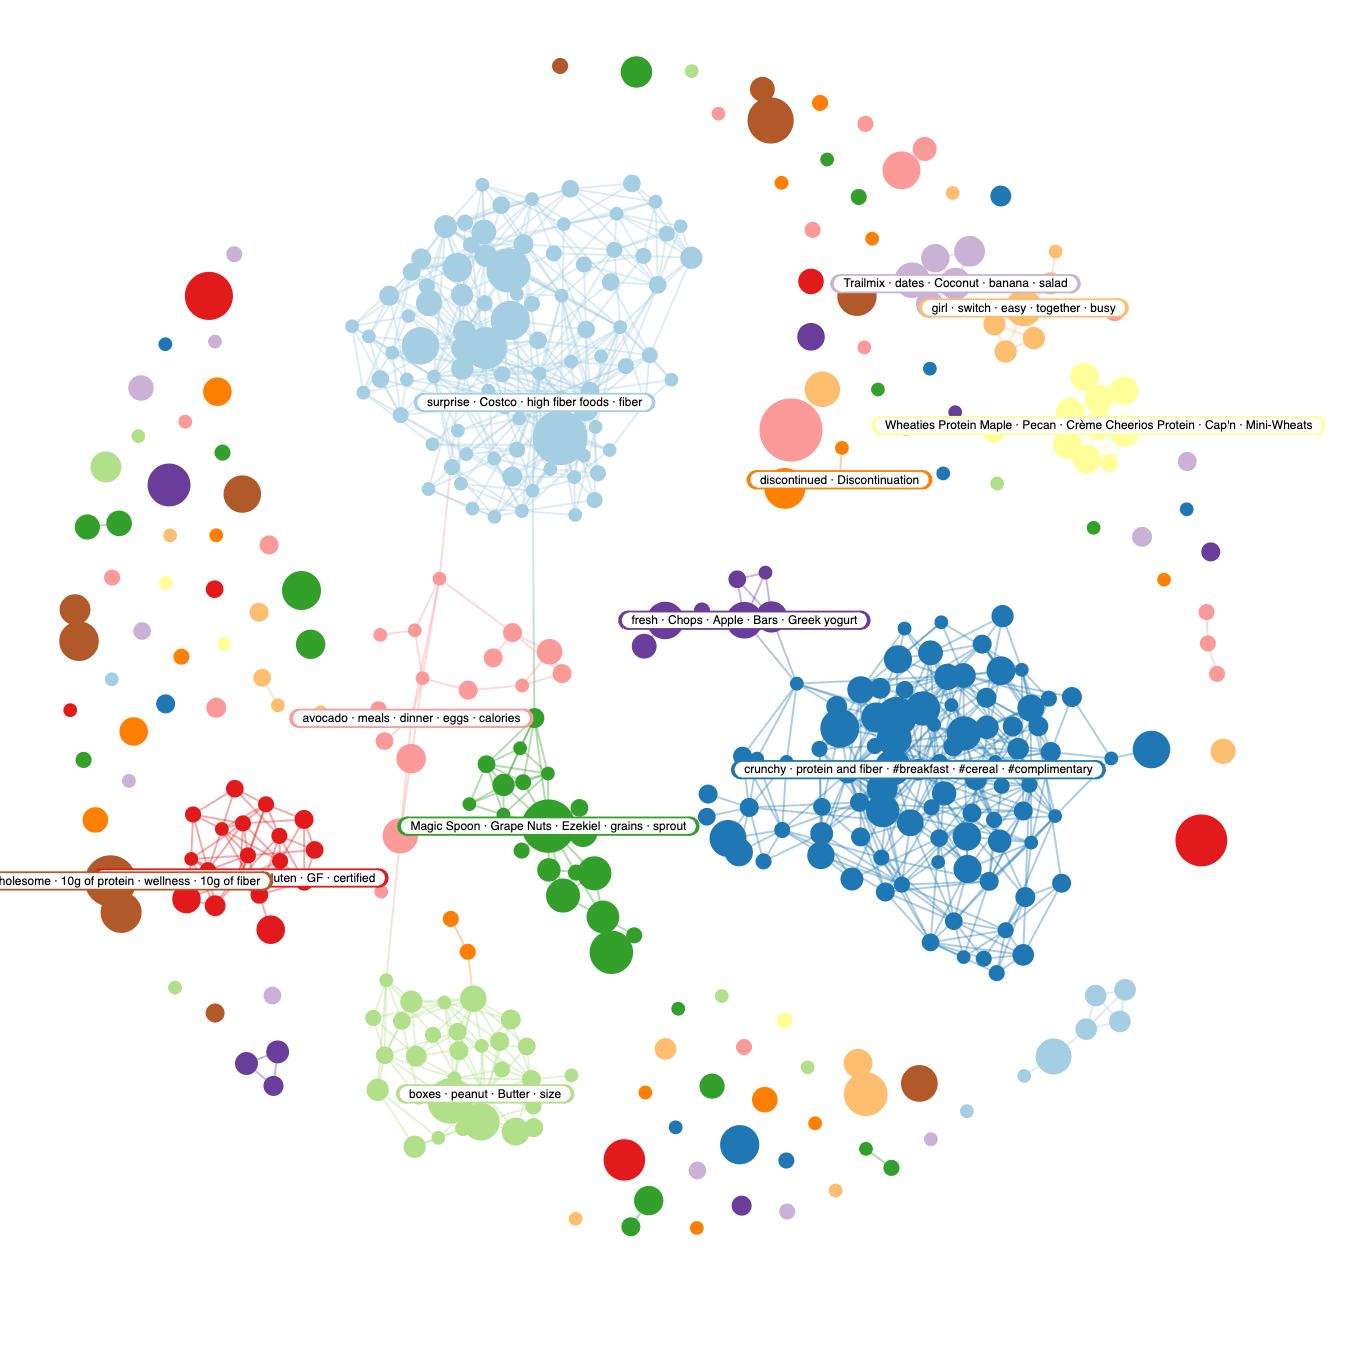 Trailmix · dates · Coconut · banana · salad
girl · switch · easy · together · busy
surprise · Costco · high fiber foods · fiber
Wheaties Protein Maple · Pecan · Crème Cheerios Protein · Cap'n · Mini-Wheats
discontinued · Discontinuation
fresh · Chops · Apple · Bars · Greek yogurt
avocado · meals · dinner · eggs · calories
crunchy · protein and fiber · #breakfast · #cereal · #complimentary
Magic Spoon · Grape Nuts · Ezekiel · grains · sprout
· GF · certified
· 10g of protein · wellness · 10g of fiber
boxes · peanut · Butter · size